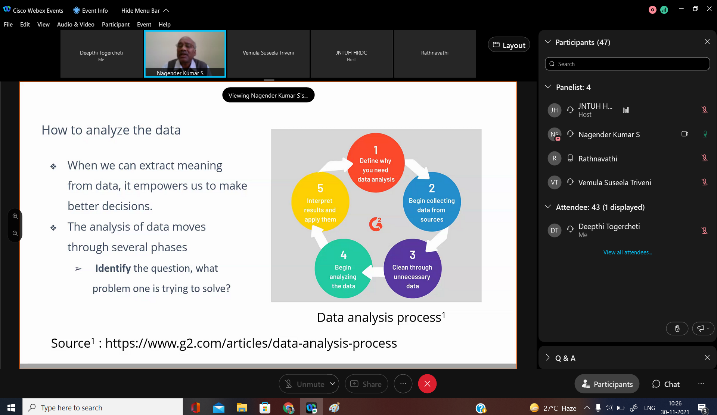 Cisco Webex Events
Event Info
Hide Menu Bar
File Edit View Audio & Video Participant Event Help
Deepthi Togercheti
Me
Nagender Kumar S
Vemula Suseela Triveni
JNTUH HRDC
Host
Rathnavathi
Layout
Viewing Nagender Kumar S's...
How to analyze the data
When we can extract meaning
from data, it empowers us to make
better decisions.
The analysis of data moves
through several phases
Identify the question, what
problem one is trying to solve?
1
Define why
you need
data analysis
2
Begin collecting
data from
sources
3
Clean through
unnecessary
data
4
Begin
analyzing
the data
5
Interpret
results and
apply them
G2
Data analysis process1
Source1 : https://www.g2.com/articles/data-analysis-process
Participants (47)
Search
Panelist: 4
JH
JNTUH H...
Host
NS
Nagender Kumar S
R
Rathnavathi
VT
Vemula Suseela Triveni
Attendee: 43 (1 displayed)
DT
Deepthi Togercheti
Me
View all attendees...
Q & A
Unmute
Share
Participants
Chat
Type here to search
27°C Haze
ENG
10:26
30-11-2021